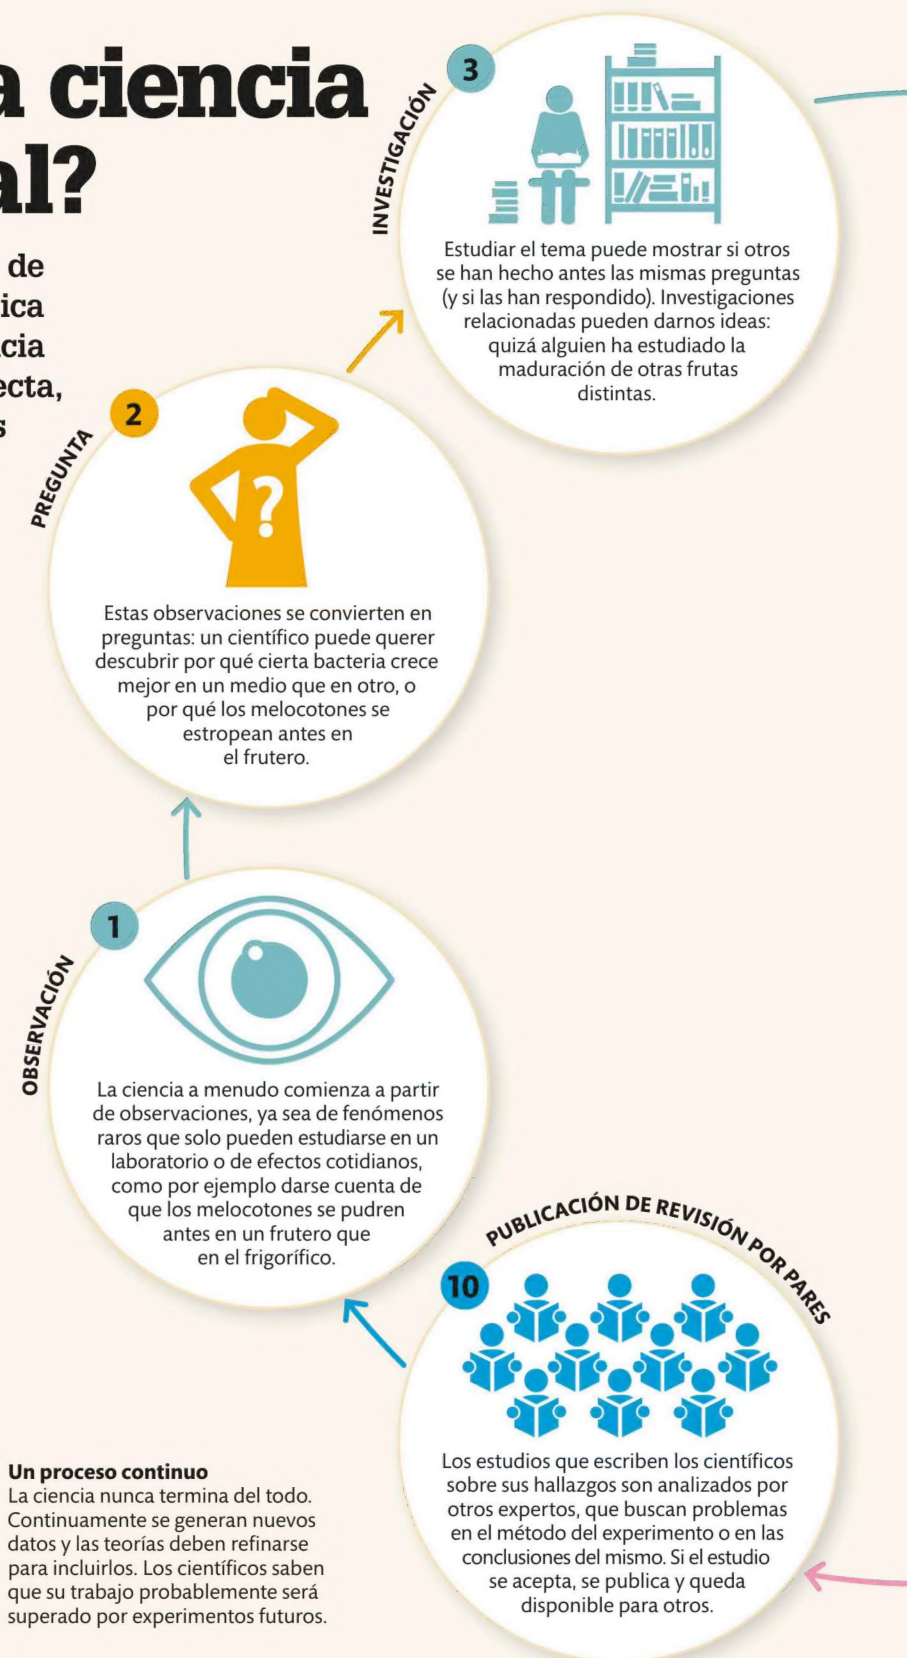 a ciencia
al?
de
ica
cia
ecta,
s
3
INVESTIGACIÓN
Estudiar el tema puede mostrar si otros
se han hecho antes las mismas preguntas
(y si las han respondido). Investigaciones
relacionadas pueden darnos ideas:
quizá alguien ha estudiado la
maduración de otras frutas
distintas.
2
PREGUNTA
?
Estas observaciones se convierten en
preguntas: un científico puede querer
descubrir por qué cierta bacteria crece
mejor en un medio que en otro, o
por qué los melocotones se
estropean antes en
el frutero.
1
OBSERVACIÓN
La ciencia a menudo comienza a partir
de observaciones, ya sea de fenómenos
raros que solo pueden estudiarse en un
laboratorio o de efectos cotidianos,
como por ejemplo darse cuenta de
que los melocotones se pudren
antes en un frutero que
en el frigorífico.
10
PUBLICACIÓN DE REVISIÓN POR PARES
Los estudios que escriben los científicos
sobre sus hallazgos son analizados por
otros expertos, que buscan problemas
en el método del experimento o en las
conclusiones del mismo. Si el estudio
se acepta, se publica y queda
disponible para otros.
Un proceso continuo
La ciencia nunca termina del todo.
Continuamente se generan nuevos
datos y las teorías deben refinarse
para incluirlos. Los científicos saben
que su trabajo probablemente será
superado por experimentos futuros.